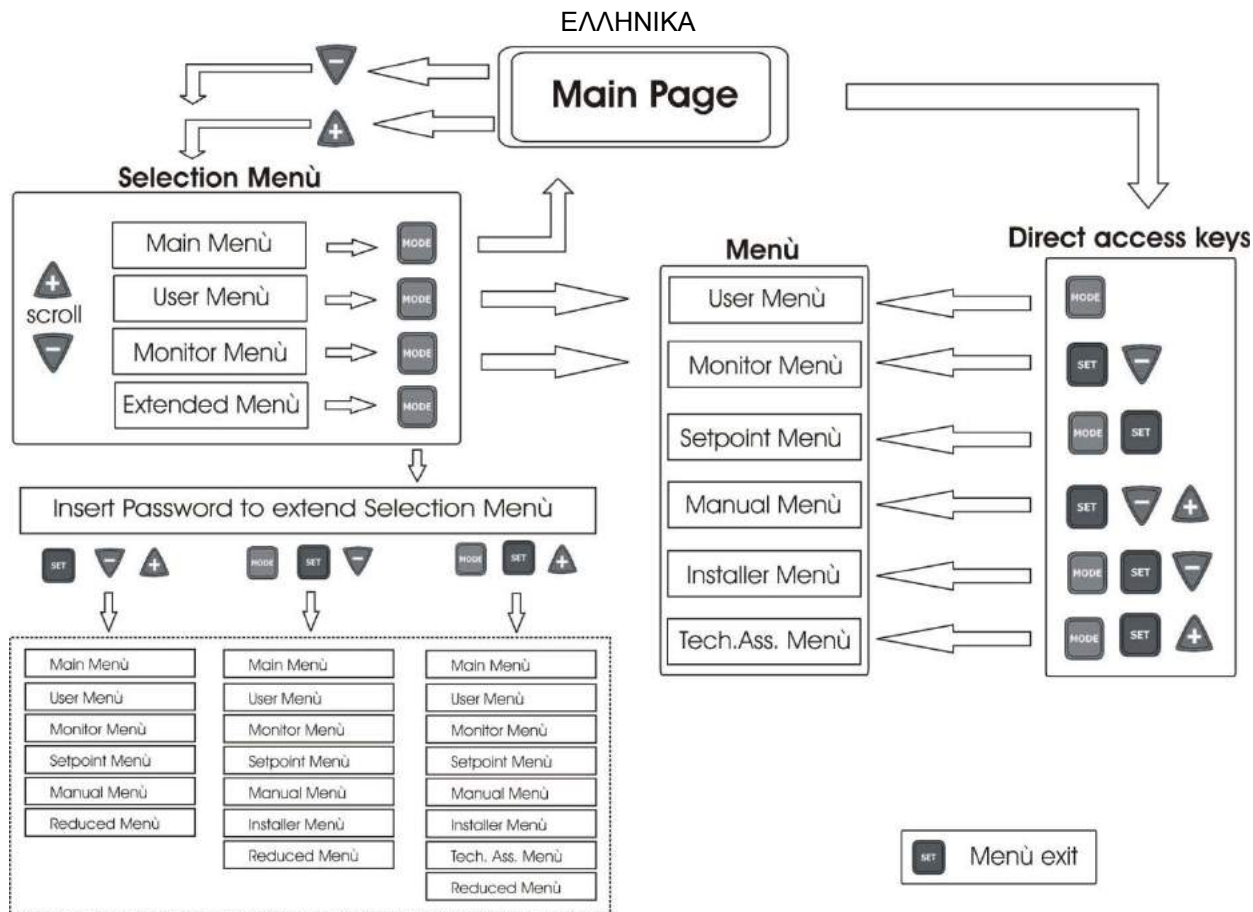 ΕΛΛΗΝΙΚΑ
Main Page
Selection Menù
Main Menù
MODE
User Menù
MODE
Monitor Menù
MODE
Extended Menù
MODE
+
scroll
-
Insert Password to extend Selection Menù
SET - +
MODE SET -
MODE SET +
Main Menù
User Menù
Monitor Menù
Setpoint Menù
Manual Menù
Reduced Menù
Main Menù
User Menù
Monitor Menù
Setpoint Menù
Manual Menù
Installer Menù
Reduced Menù
Main Menù
User Menù
Monitor Menù
Setpoint Menù
Manual Menù
Installer Menù
Tech. Ass. Menù
Reduced Menù
Menù
User Menù
Monitor Menù
Setpoint Menù
Manual Menù
Installer Menù
Tech.Ass. Menù
Direct access keys
MODE
SET -
MODE SET
SET - +
MODE SET -
MODE SET +
SET Menù exit